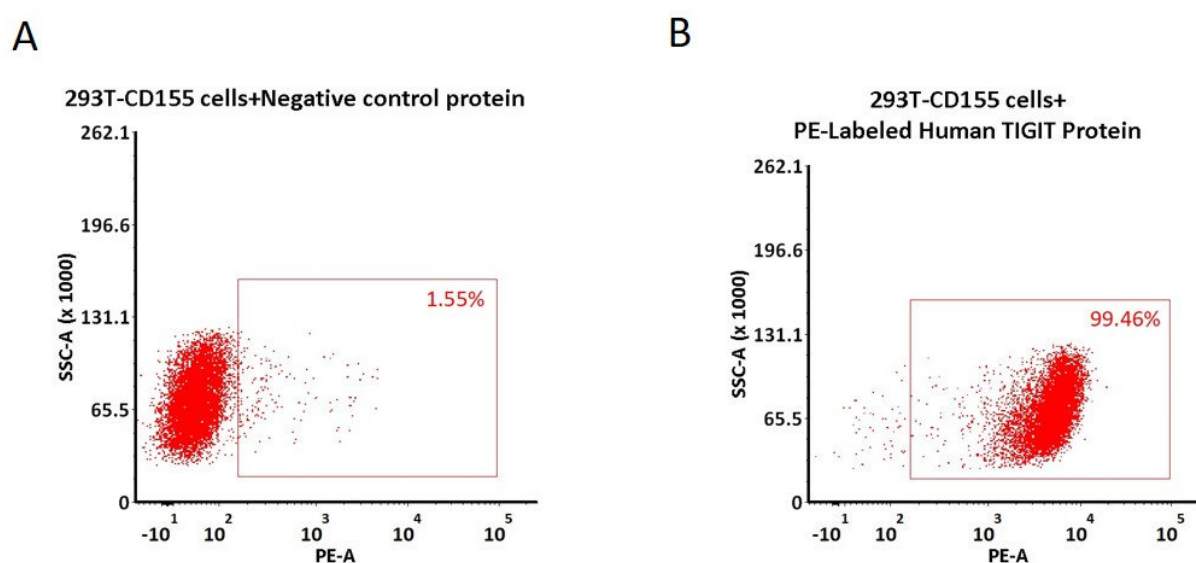 A
293T-CD155 cells+Negative control protein
262.1
196.6
131.1
65.5
0
SSC-A (x 1000)
1.55%
-10^1 10^2 10^3 10^4 10^5
PE-A
B
293T-CD155 cells+
PE-Labeled Human TIGIT Protein
262.1
196.6
131.1
65.5
0
SSC-A (x 1000)
99.46%
-10^1 10^2 10^3 10^4 10^5
PE-A